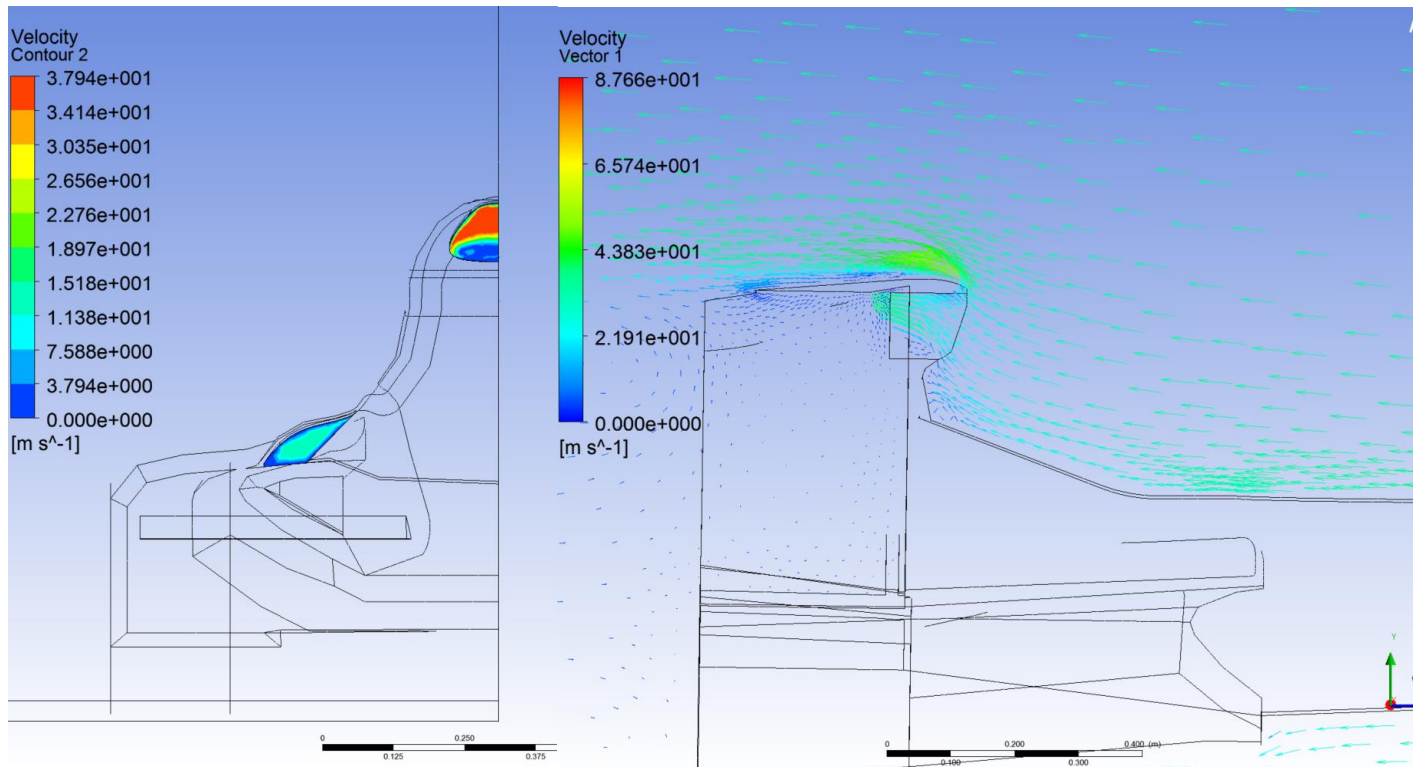 Velocity
Contour 2
3.794e+001
3.414e+001
3.035e+001
2.656e+001
2.276e+001
1.897e+001
1.518e+001
1.138e+001
7.588e+000
3.794e+000
0.000e+000
[m s^-1]
0 0.250
0.125 0.375
Velocity
Vector 1
8.766e+001
6.574e+001
4.383e+001
2.191e+001
0.000e+000
[m s^-1]
0 0.200 0.400 (m)
0.100 0.300
Y